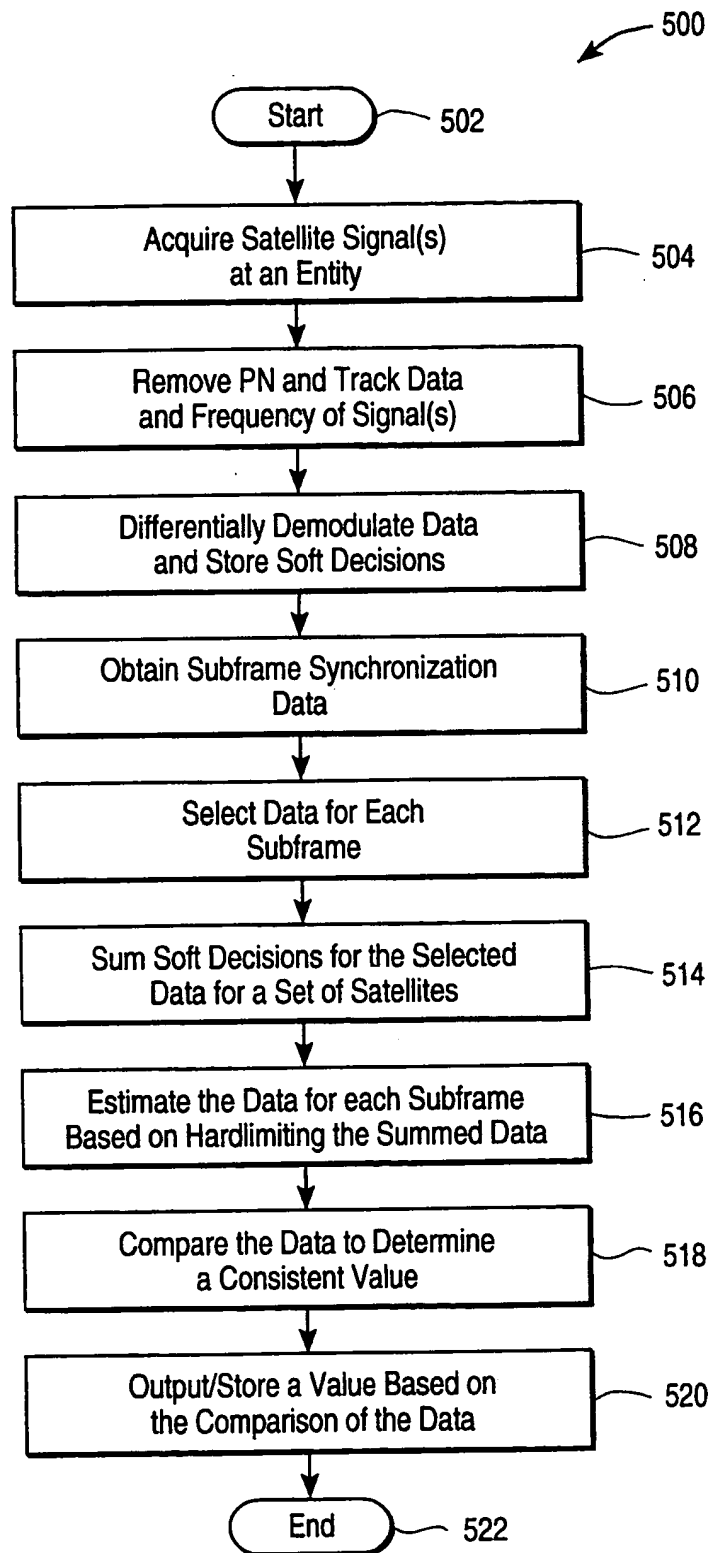 500
Start
502
Acquire Satellite Signal(s)
at an Entity
504
Remove PN and Track Data
and Frequency of Signal(s)
506
Differentially Demodulate Data
and Store Soft Decisions
508
Obtain Subframe Synchronization
Data
510
Select Data for Each
Subframe
512
Sum Soft Decisions for the Selected
Data for a Set of Satellites
514
Estimate the Data for each Subframe
Based on Hardlimiting the Summed Data
516
Compare the Data to Determine
a Consistent Value
518
Output/Store a Value Based on
the Comparison of the Data
520
End
522